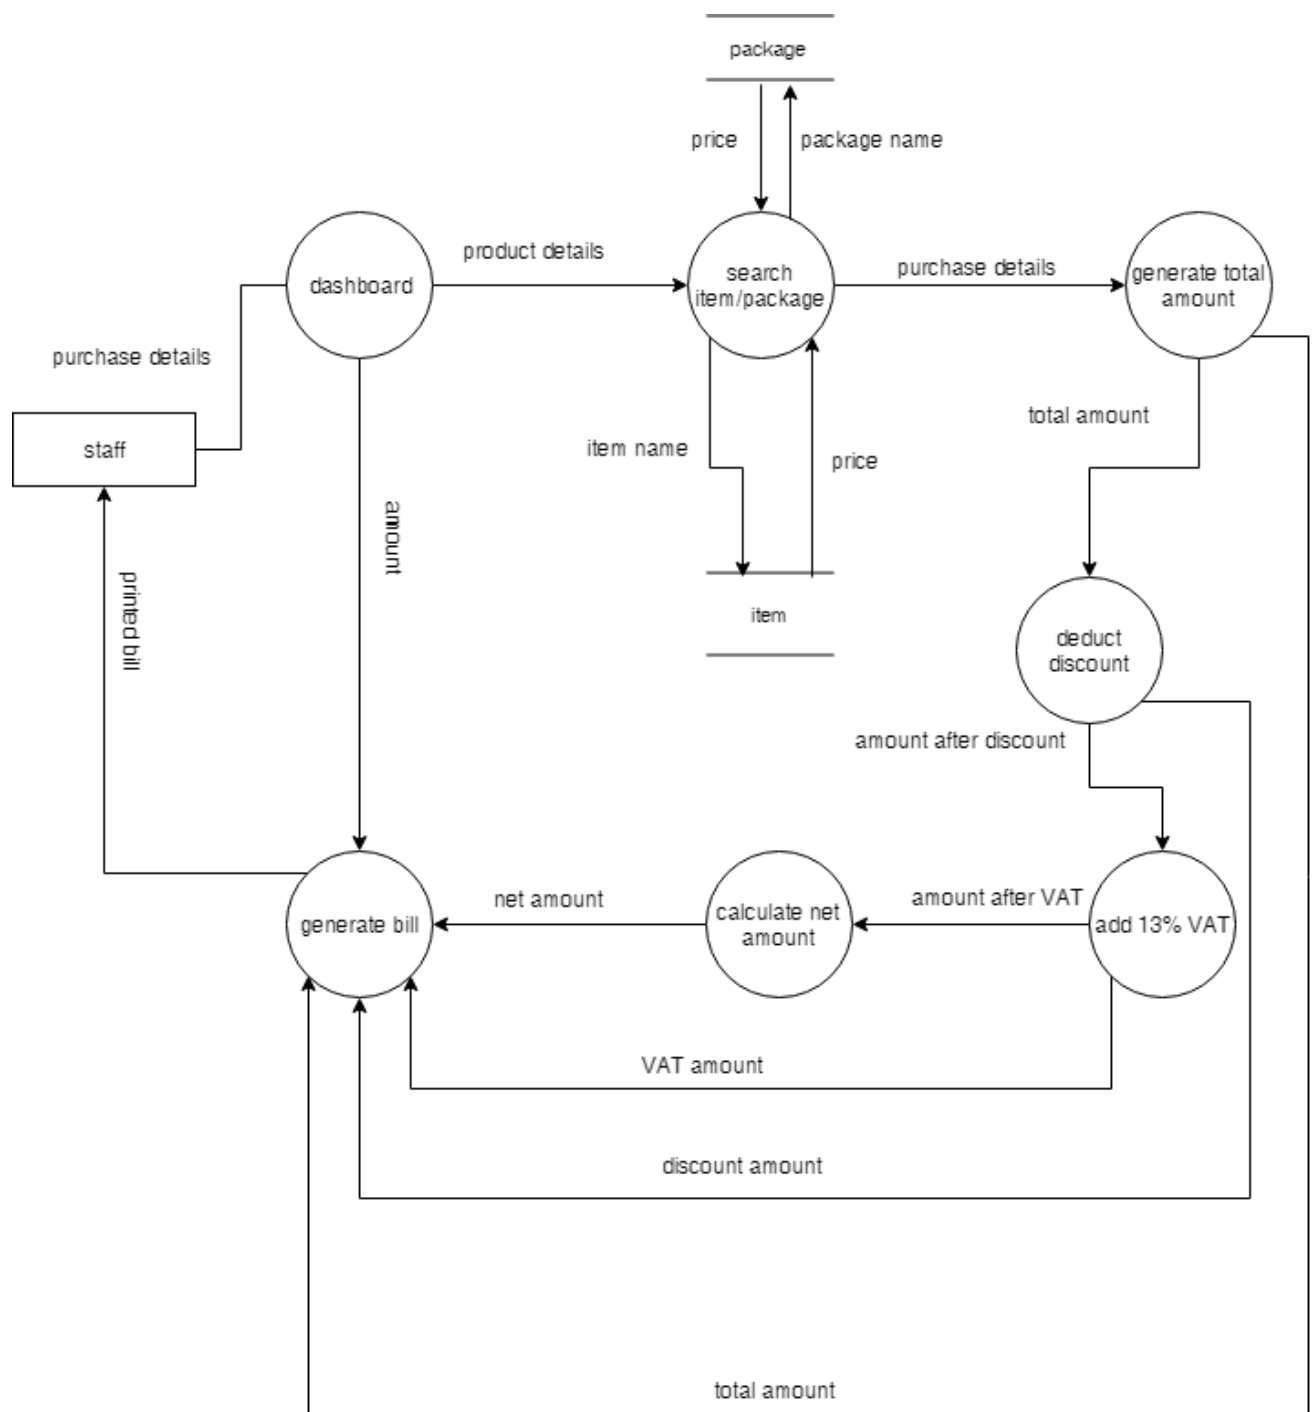 package
price
package name
product details
search
item/package
purchase details
generate total
amount
dashboard
purchase details
staff
item name
price
total amount
amount
printed bill
item
deduct
discount
amount after discount
generate bill
net amount
calculate net
amount
amount after VAT
add 13% VAT
VAT amount
discount amount
total amount